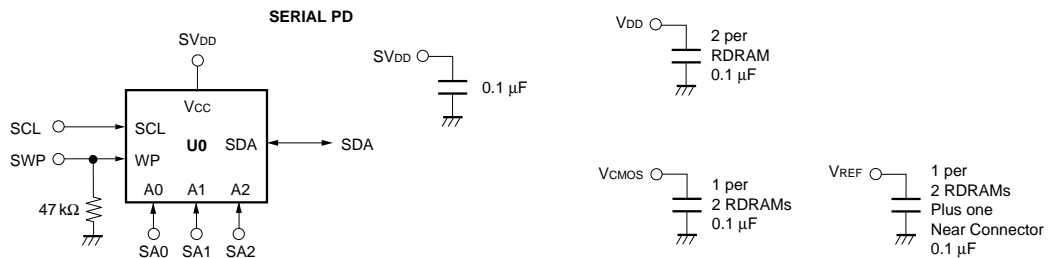 SERIAL PD
SVDD
VCC
SCL
SCL
U0
SDA
SDA
SWP
WP
A0 A1 A2
47 kΩ
SA0 SA1 SA2
SVDD
0.1 µF
VDD
2 per
RDRAM
0.1 µF
VCMOS
1 per
2 RDRAMs
0.1 µF
VREF
1 per
2 RDRAMs
Plus one
Near Connector
0.1 µF